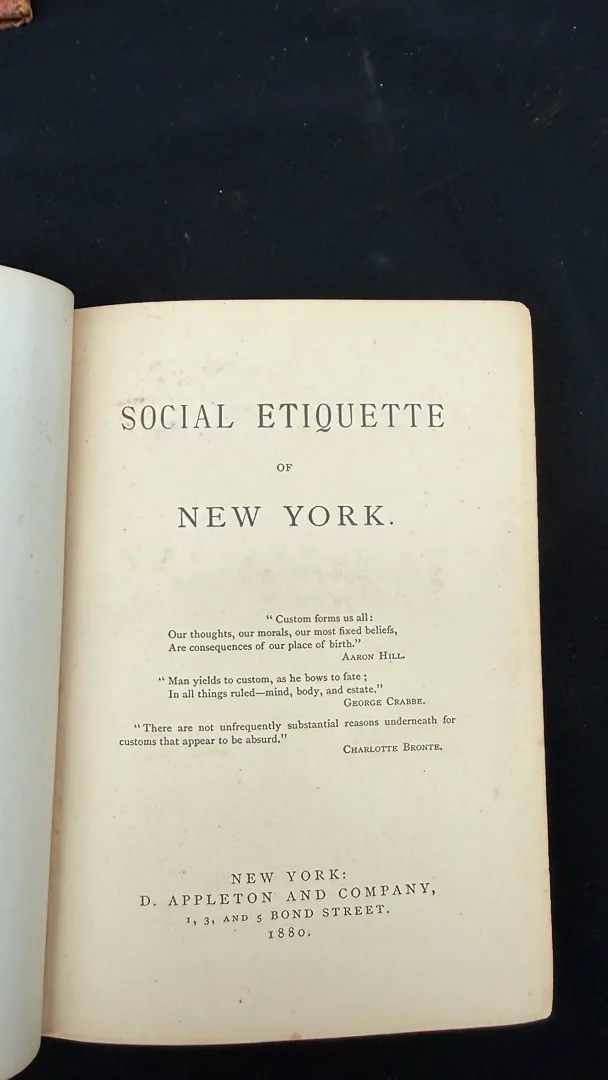 SOCIAL ETIQUETTE
OF
NEW YORK.
“ Custom forms us all:
Our thoughts, our morals, our most fixed beliefs,
Are consequences of our place of birth.”
AARON HILL.
“ Man yields to custom, as he bows to fate ;
In all things ruled—mind, body, and estate.”
GEORGE CRABBE.
“There are not unfrequently substantial reasons underneath for
customs that appear to be absurd.”
CHARLOTTE BRONTE.
NEW YORK:
D. APPLETON AND COMPANY,
1, 3, AND 5 BOND STREET.
1880.